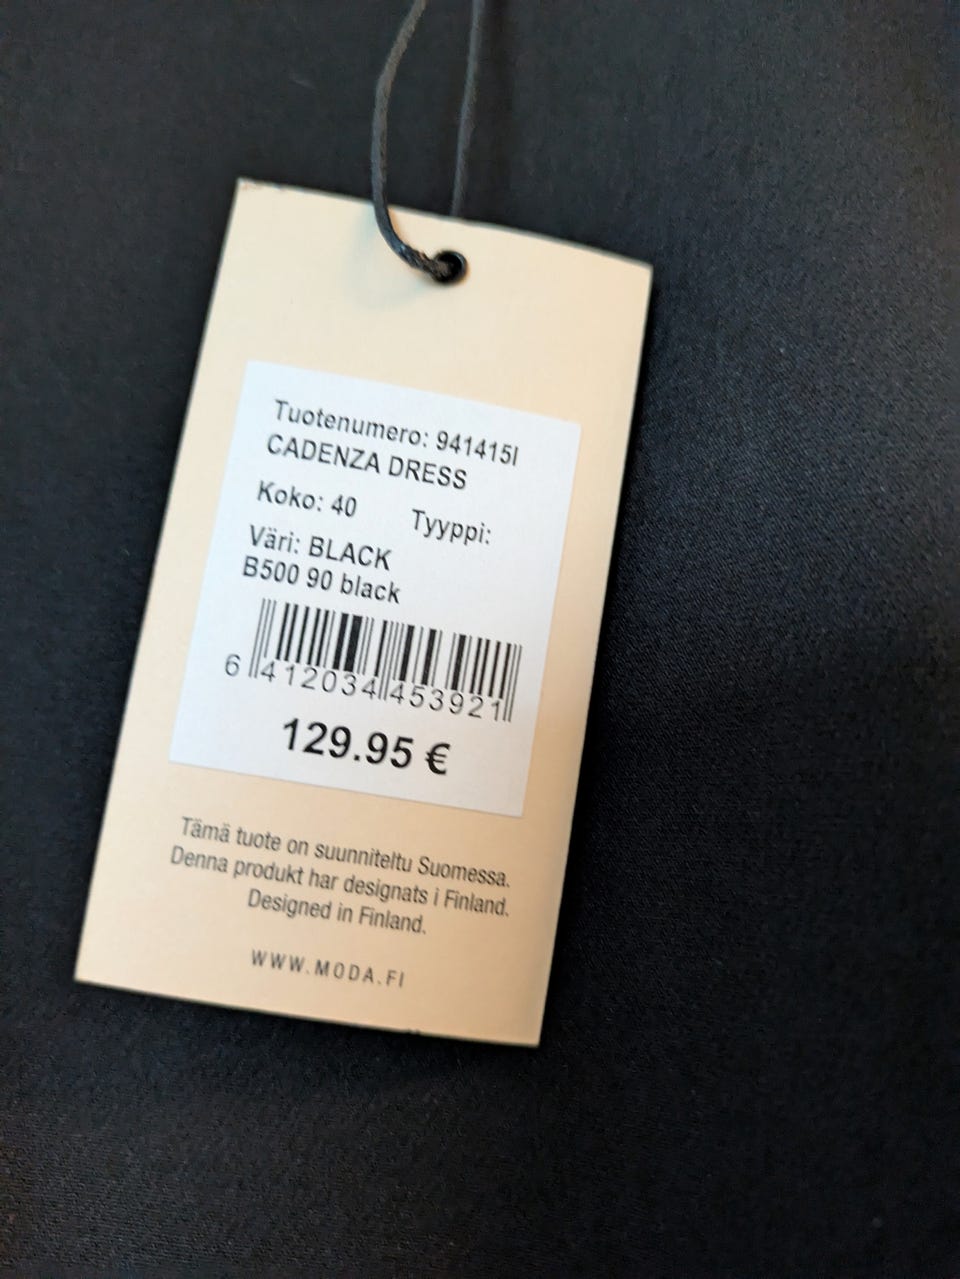 Tuotenumero: 941415I
CADENZA DRESS
Koko: 40 Tyyppi:
Väri: BLACK
B500 90 black
6 412034 453921
129.95 €
Tämä tuote on suunniteltu Suomessa.
Denna produkt har designats i Finland.
Designed in Finland.
WWW.MODA.FI